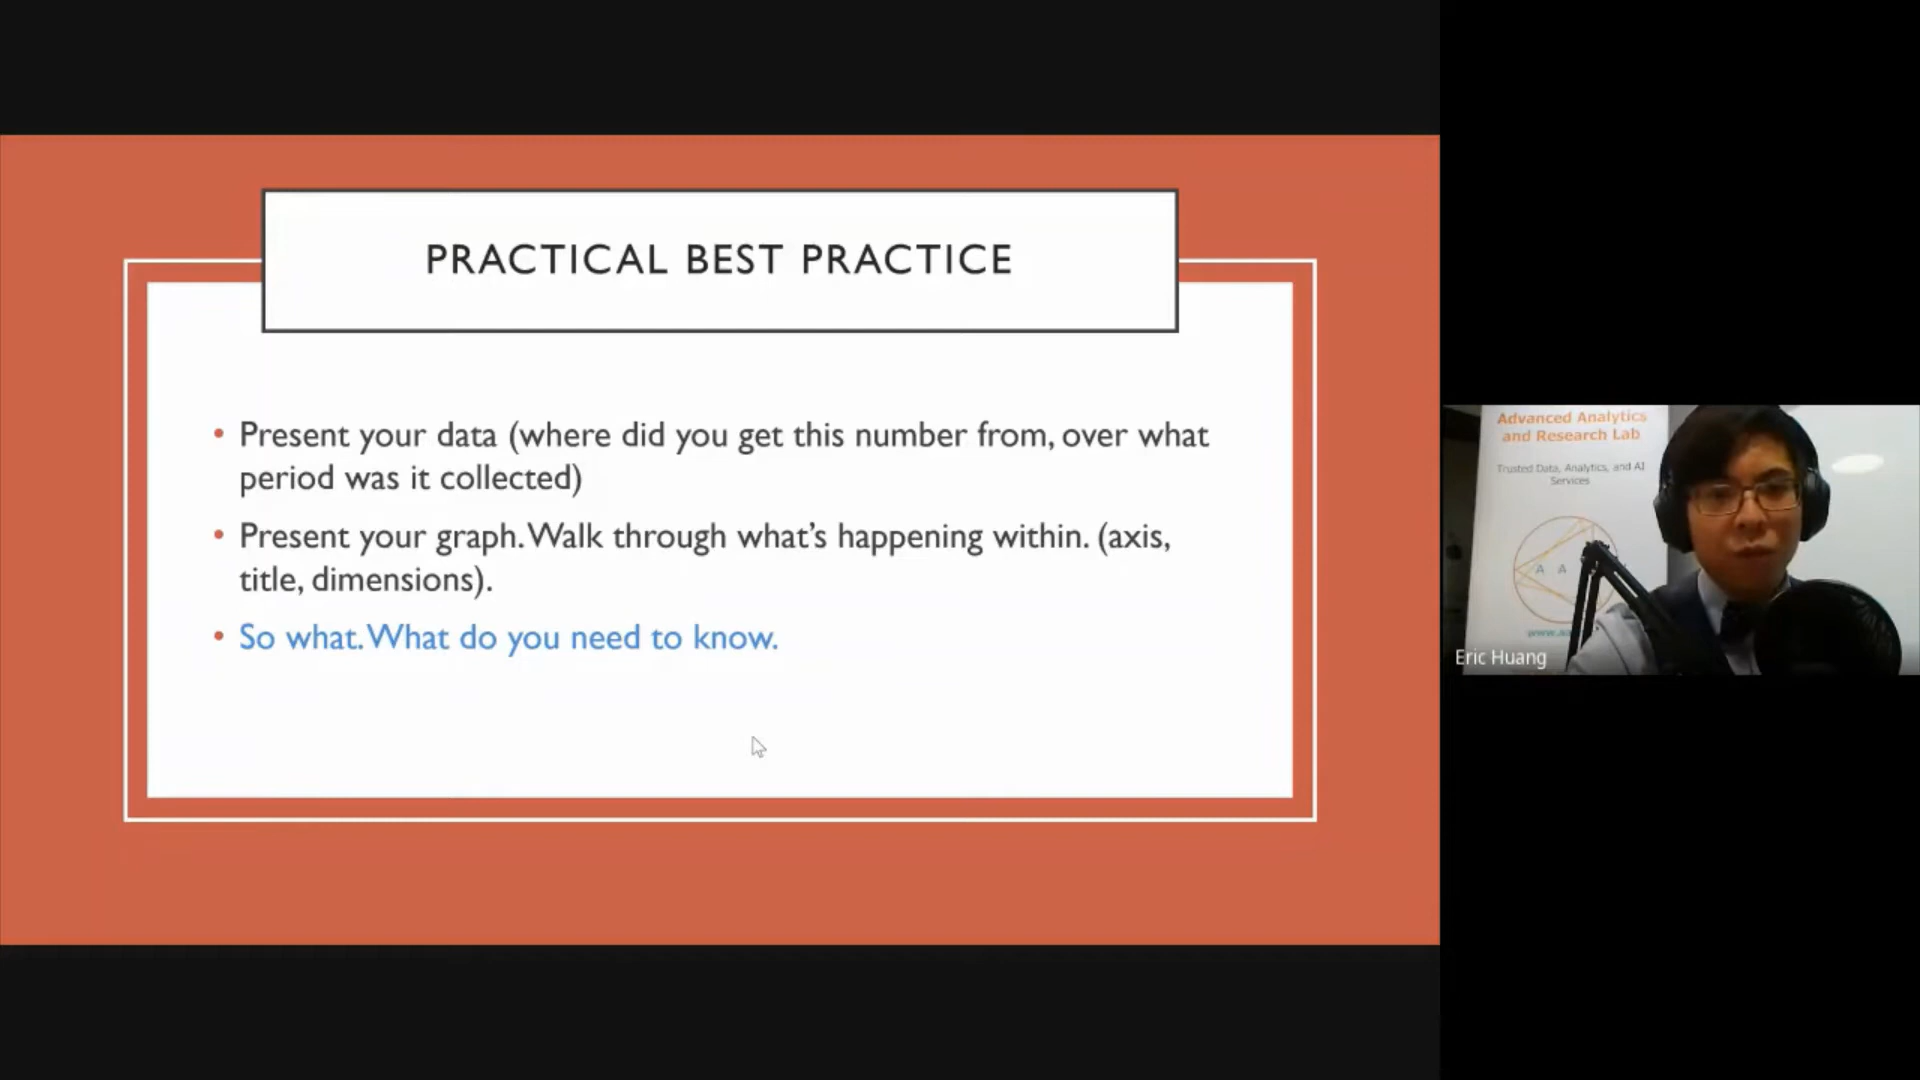 PRACTICAL BEST PRACTICE
• Present your data (where did you get this number from, over what
period was it collected)
• Present your graph. Walk through what's happening within. (axis,
title, dimensions).
• So what. What do you need to know.
Advanced Analytics
and Research Lab
Trusted Data, Analytics, and AI
Services
A A
Eric Huang